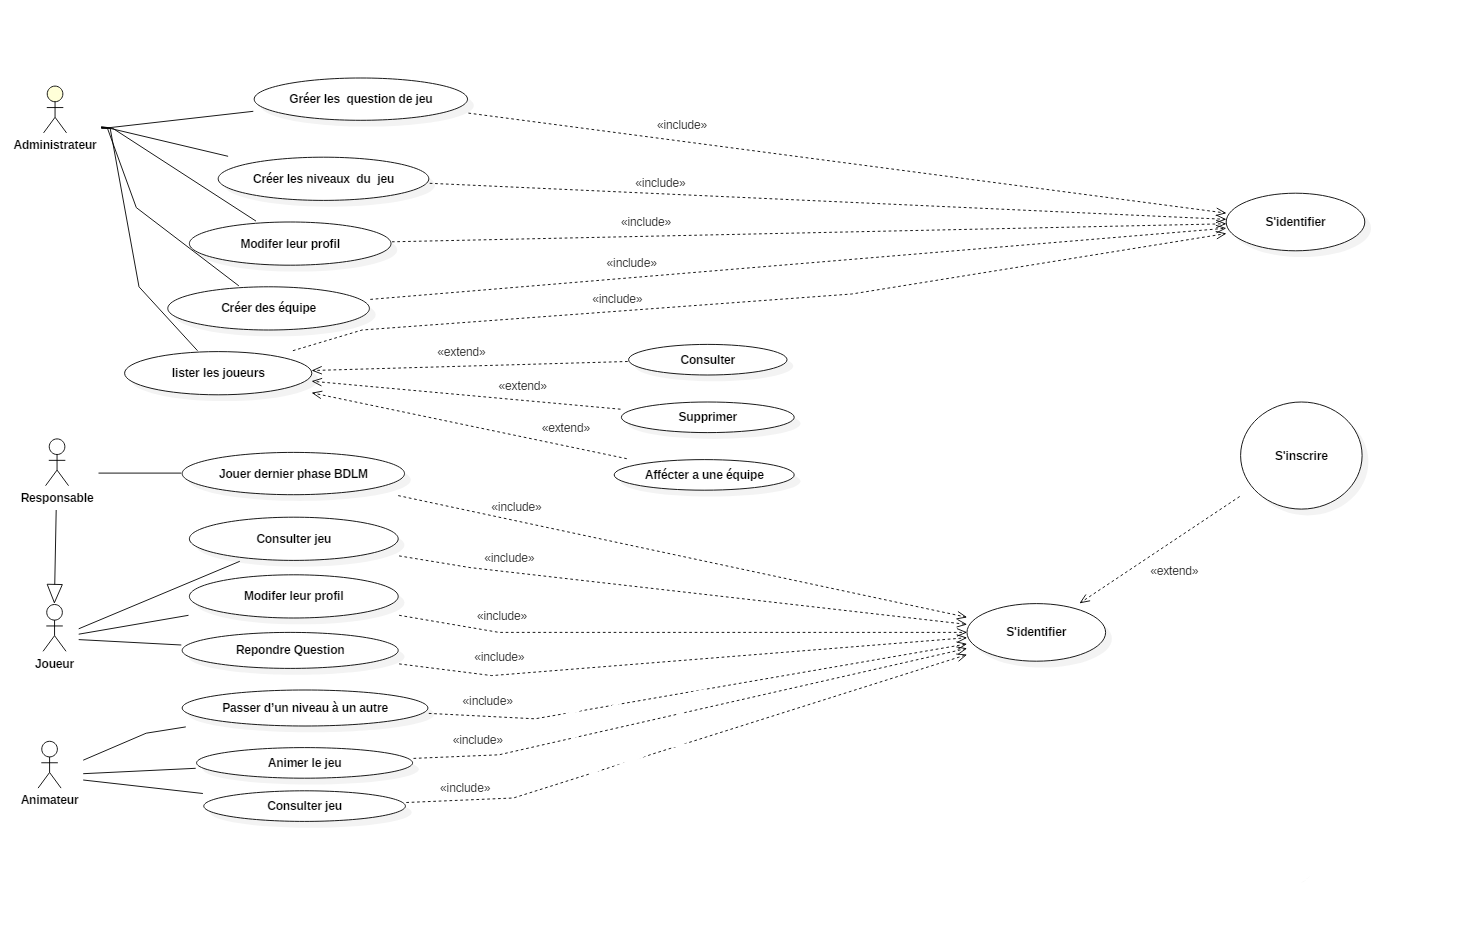 Gréer les  question de jeu
«include»
Administrateur
Créer les niveaux  du  jeu
«include»
Modifer leur profil
«include»
S'identifier
«include»
Créer des équipe
«include»
lister les joueurs
«extend»
Consulter
«extend»
Supprimer
«extend»
Affécter a une équipe
S'inscrire
Responsable
Jouer dernier phase BDLM
«include»
Consulter jeu
«include»
«extend»
Modifer leur profil
«include»
S'identifier
Joueur
Repondre Question
«include»
Passer d'un niveau à un autre
«include»
«include»
Animer le jeu
«include»
Animateur
Consulter jeu